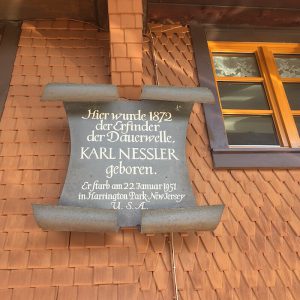 Hier wurde 1872
der Erfinder
der Dauerwelle,
KARL NESSLER
geboren.
Er starb am 22. Januar 1951
in Harrington Park, New Jersey
U.S.A.